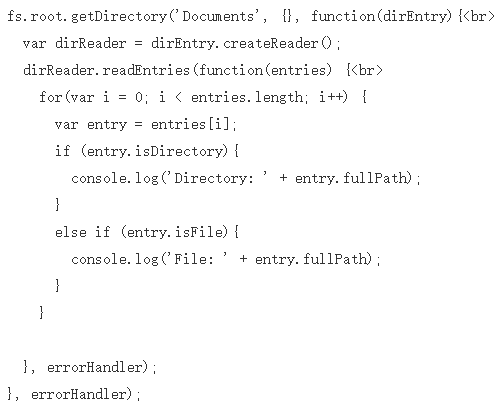 fs.root.getDirectory('Documents', {}, function(dirEntry){<br>
  var dirReader = dirEntry.createReader();
  dirReader.readEntries(function(entries) {<br>
    for(var i = 0; i < entries.length; i++) {
      var entry = entries[i];
      if (entry.isDirectory){
        console.log('Directory: ' + entry.fullPath);
      }
      else if (entry.isFile){
        console.log('File: ' + entry.fullPath);
      }
    }
  }, errorHandler);
}, errorHandler);